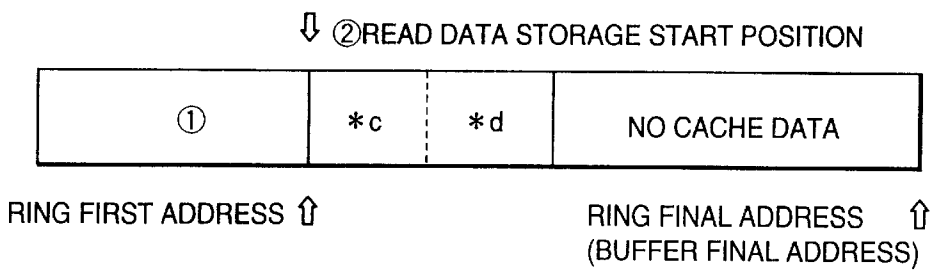 ⇩ ②READ DATA STORAGE START POSITION
① *c *d NO CACHE DATA
RING FIRST ADDRESS ⇧ RING FINAL ADDRESS ⇧
(BUFFER FINAL ADDRESS)